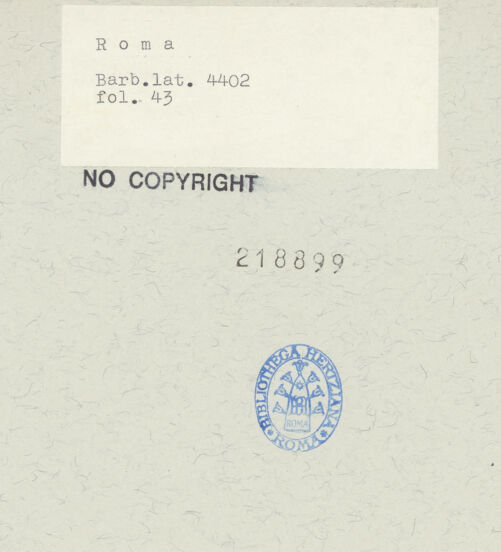 Roma
Barb.lat. 4402
fol. 43
NO COPYRIGHT
218899
BIBLIOTHECA HERTZIANA
ROMA
* ROMA *